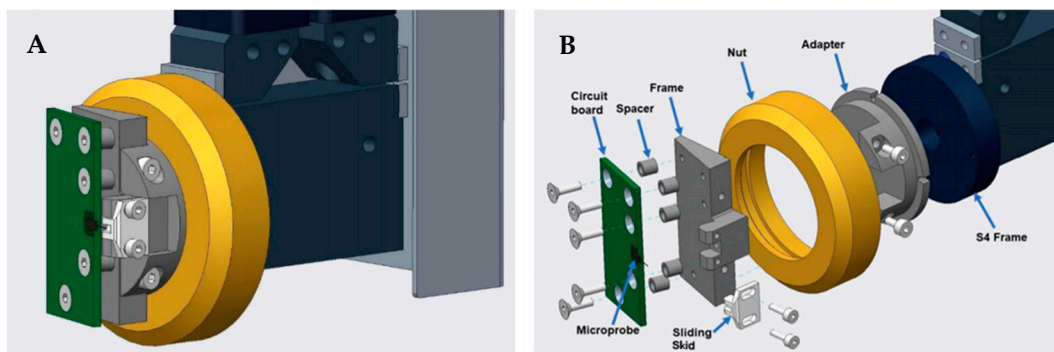 A
B
Adapter
Nut
Frame
Circuit
board
Spacer
S4 Frame
Microprobe
Sliding
Skid